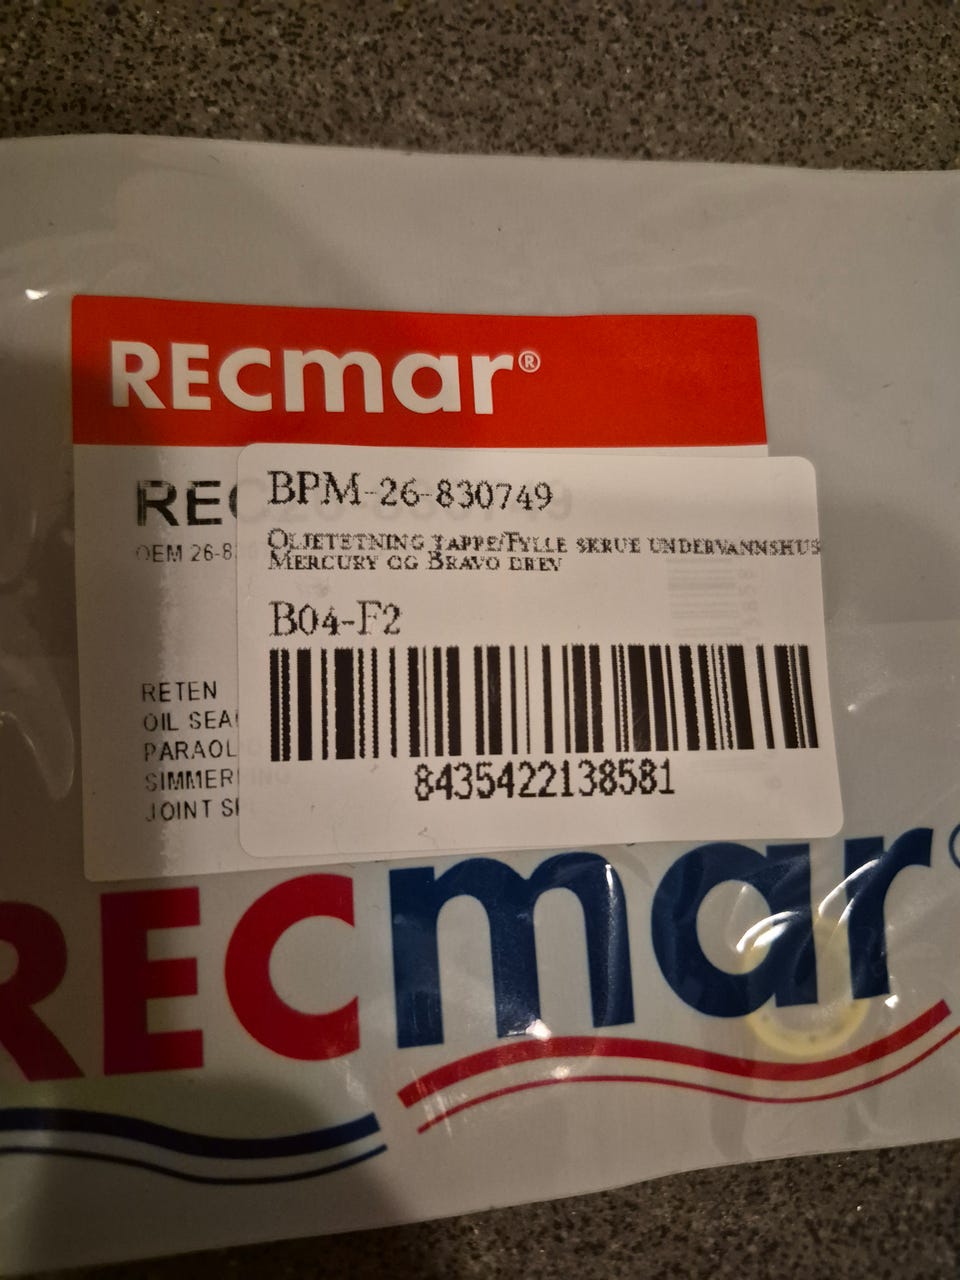 RECmar®
REC
OEM 26-8
BPM-26-830749
OLJETETNING TAPPE/FYLLE SKRUE UNDERVANNSHUS
MERCURY OG BRAVO DREV
B04-F2
RETEN
OIL SEA
PARAOL
SIMMER
JOINT
8435422138581
RECmar